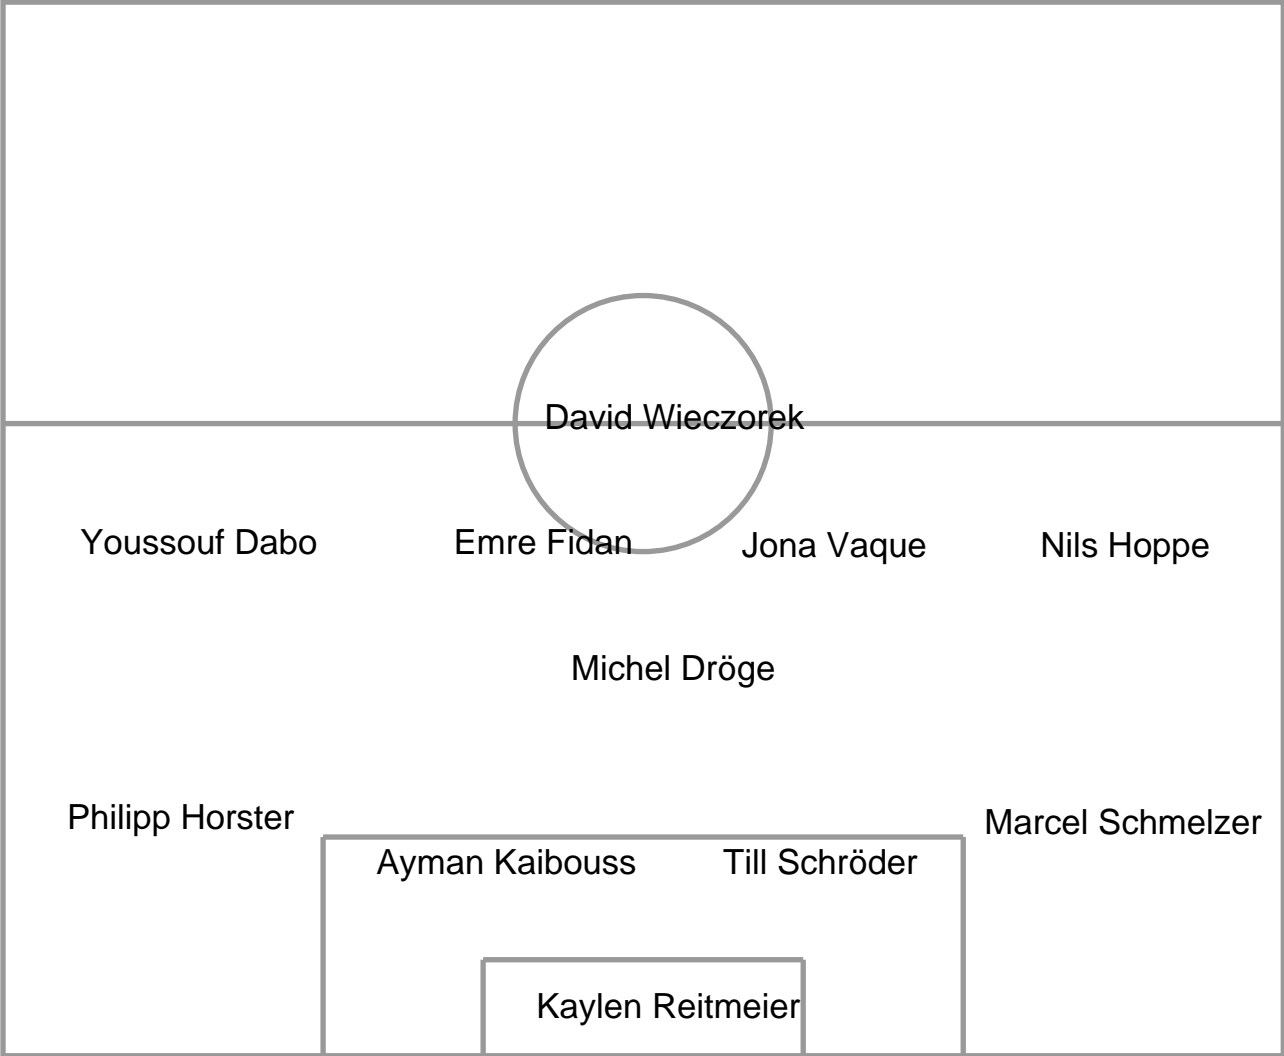 David Wieczorek
Youssouf Dabo
Emre Fidan
Jona Vaque
Nils Hoppe
Michel Dröge
Philipp Horster
Marcel Schmelzer
Ayman Kaibouss
Till Schröder
Kaylen Reitmeier